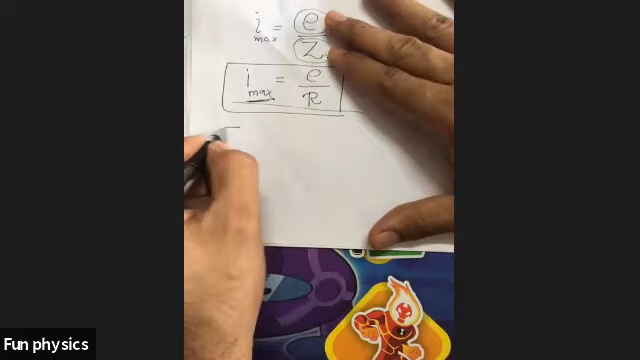 i max = e / Z
i max = e / R
Fun physics